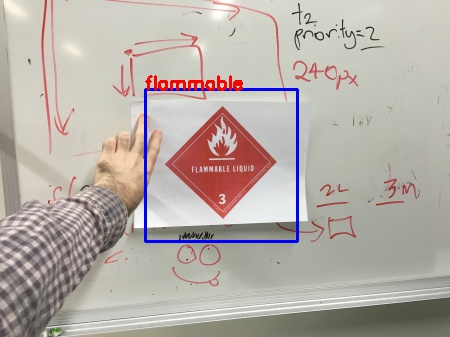 t2
priority=2
240px
flammable
FLAMMABLE LIQUID
3
2L
3m